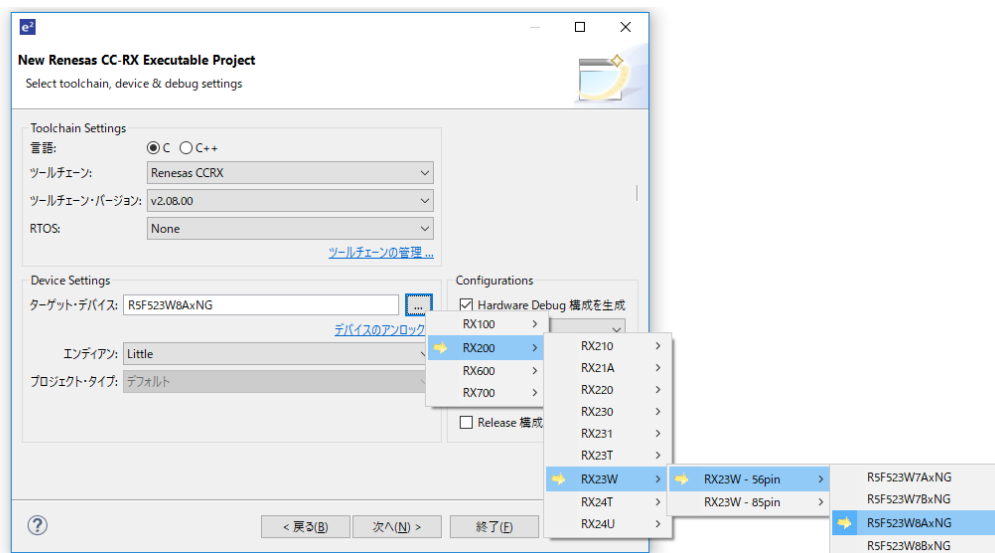 e²
New Renesas CC-RX Executable Project
Select toolchain, device & debug settings
Toolchain Settings
言語: C C++
ツールチェーン: Renesas CCRX
ツールチェーン・バージョン: v2.08.00
RTOS: None
ツールチェーンの管理 ...
Device Settings
ターゲット・デバイス: R5F523W8AxNG ...
デバイスのアンロック
エンディアン: Little
プロジェクト・タイプ: デフォルト
Configurations
Hardware Debug 構成を生成
Release 構成
RX100 >
RX200 >
RX600 >
RX700 >
RX210 >
RX21A >
RX220 >
RX230 >
RX231 >
RX23T >
RX23W >
RX24T >
RX24U >
RX23W - 56pin >
RX23W - 85pin >
R5F523W7AxNG
R5F523W7BxNG
R5F523W8AxNG
R5F523W8BxNG
?
< 戻る(B) 次へ(N) > 終了(F)